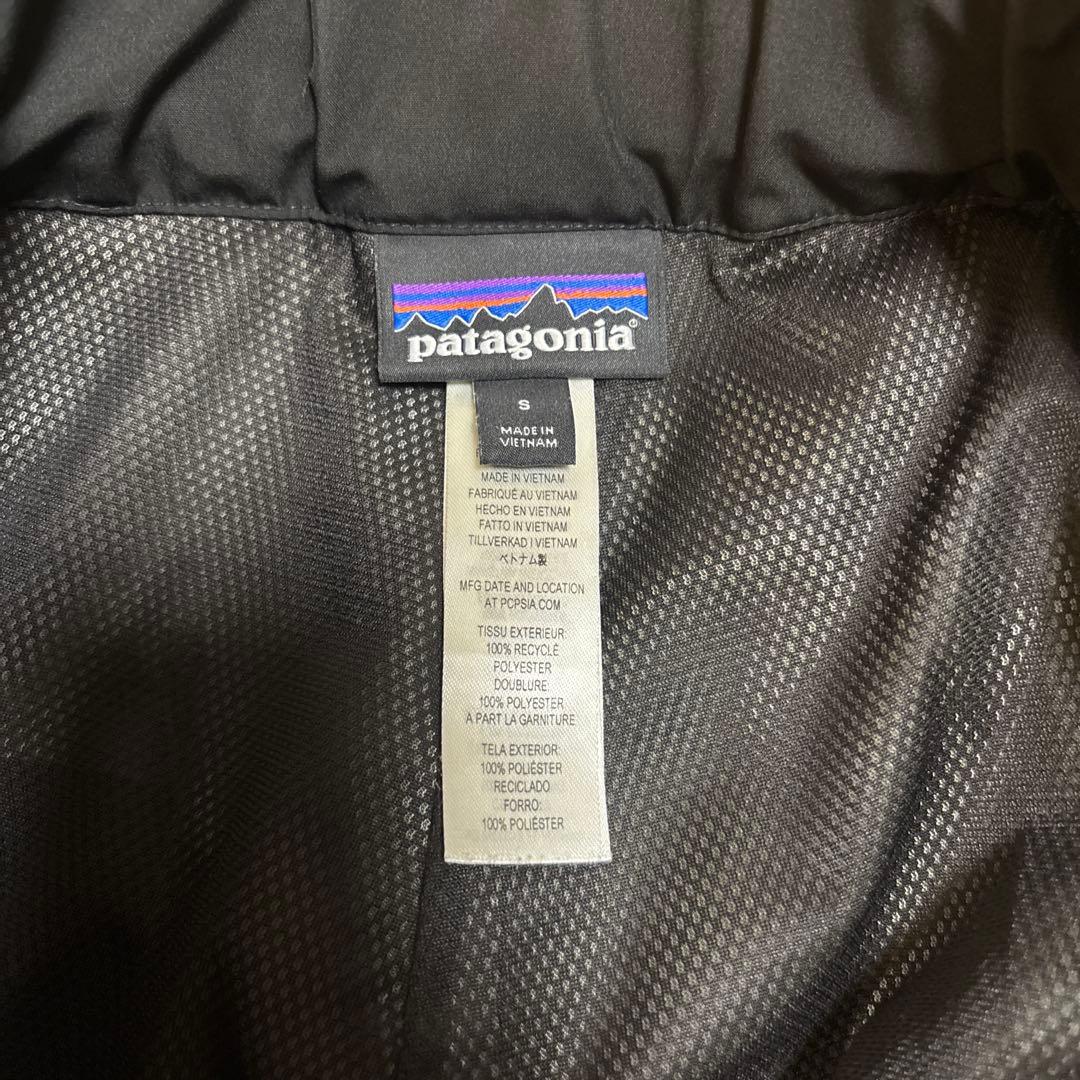 patagonia®
S
MADE IN
VIETNAM
MADE IN VIETNAM
FABRIQUÉ AU VIETNAM
HECHO EN VIETNAM
FATTO IN VIETNAM
TILLVERKAD I VIETNAM
ベトナム製
MFG DATE AND LOCATION
AT PCPSIA.COM
TISSU EXTERIEUR:
100% RECYCLÉ
POLYESTER
DOUBLURE:
100% POLYESTER
A PART LA GARNITURE
TELA EXTERIOR:
100% POLIÉSTER
RECICLADO
FORRO:
100% POLIÉSTER